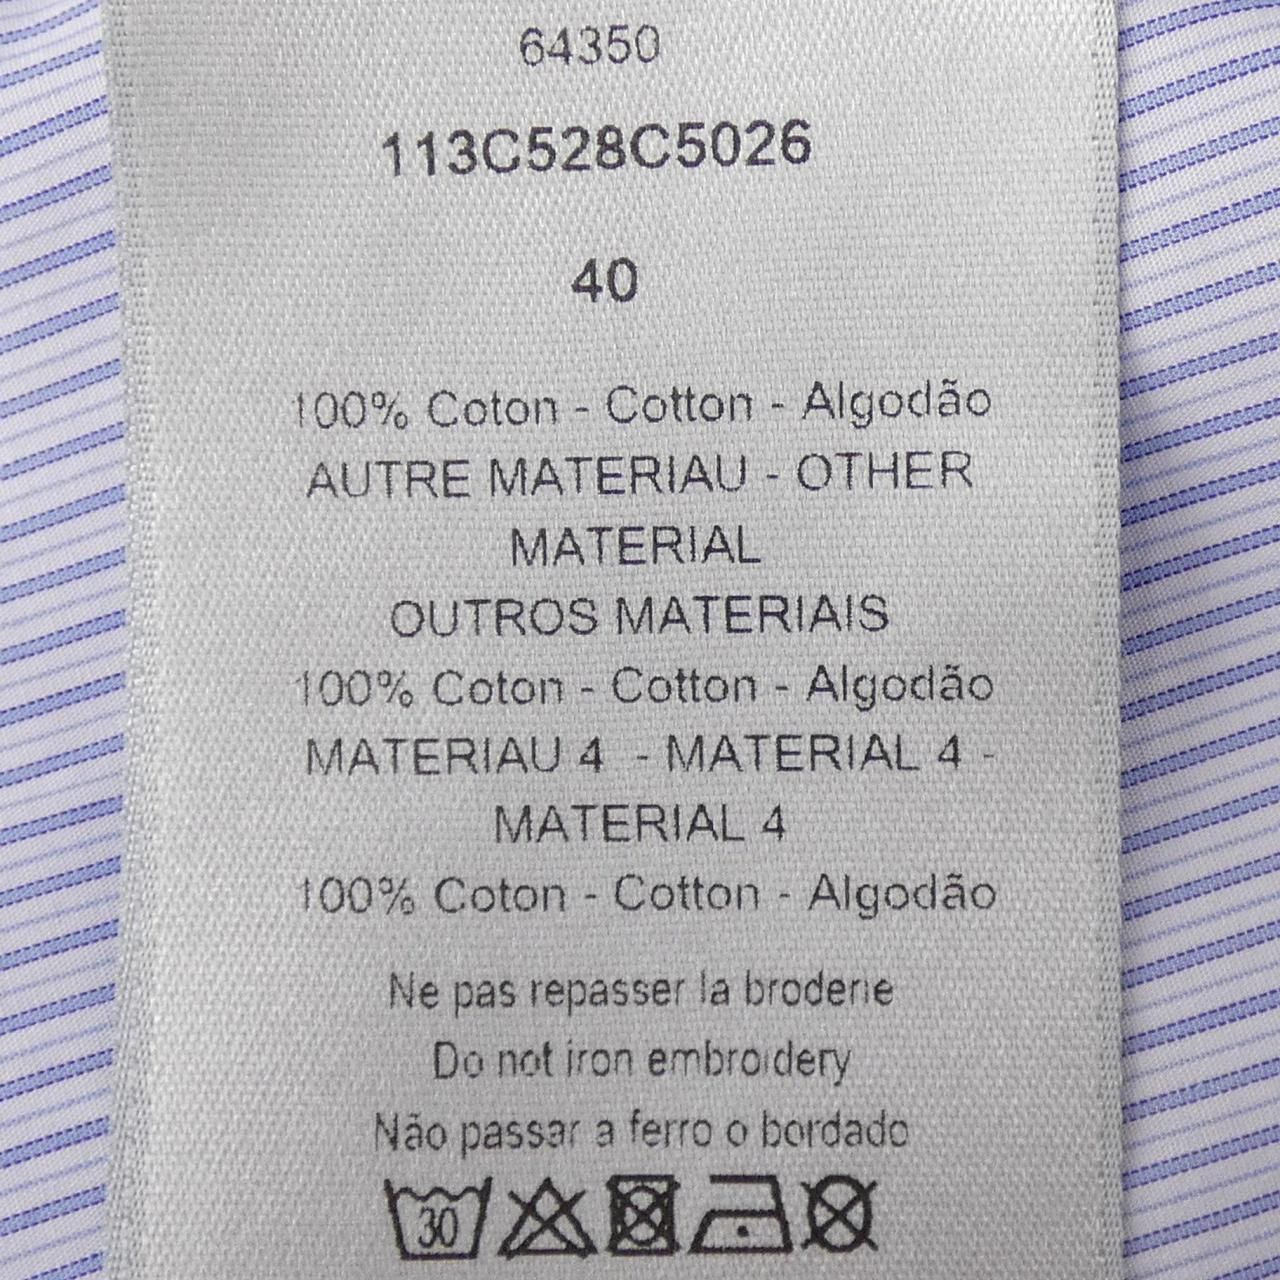 64350
113C528C5026
40
100% Coton - Cotton - Algodão
AUTRE MATERIAU - OTHER
MATERIAL
OUTROS MATERIAIS
100% Coton - Cotton - Algodão
MATERIAU 4 - MATERIAL 4 -
MATERIAL 4
100% Coton - Cotton - Algodão
Ne pas repasser la broderie
Do not iron embroidery
Não passar a ferro o bordado
30